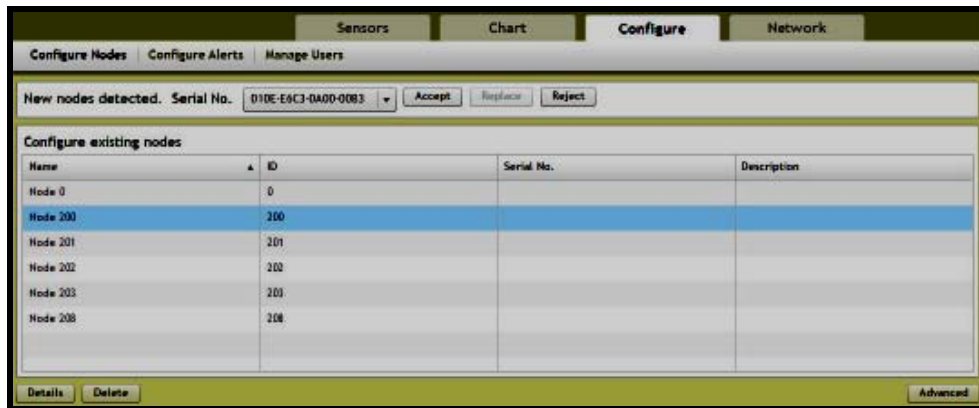 Sensors Chart Configure Network
Configure Nodes Configure Alerts Manage Users
New nodes detected. Serial No. D1DE-E6C3-0A00-00B3 Accept Replace Reject
Configure existing nodes
Name ID Serial No. Description
Node 0 0
Node 200 200
Node 201 201
Node 202 202
Node 203 203
Node 208 208
Details Delete Advanced